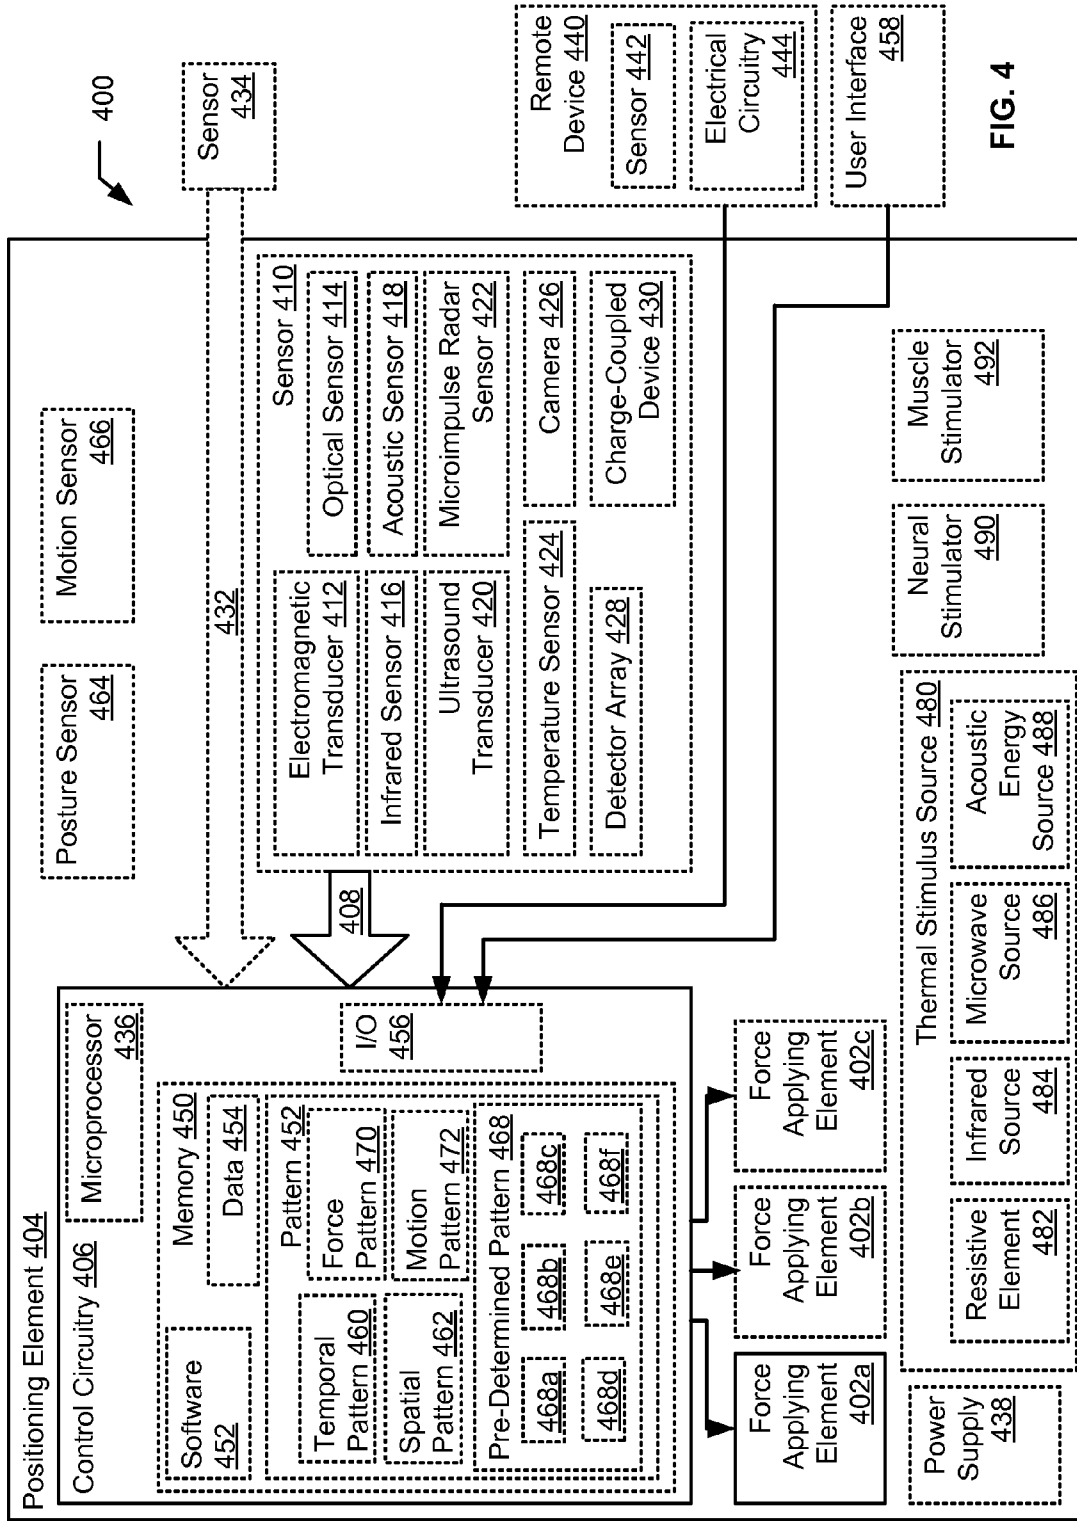 400
Positioning Element 404
Control Circuitry 406
Microprocessor
436
Memory 450
Software
452
Data 454
Pattern 452
Temporal
Pattern 460
Force
Pattern 470
Spatial
Pattern 462
Motion
Pattern 472
Pre-Determined Pattern 468
468a
468b
468c
468d
468e
468f
I/O
456
Posture Sensor
464
Motion Sensor
466
432
Sensor
434
408
Sensor 410
Electromagnetic
Transducer 412
Optical Sensor 414
Infrared Sensor 416
Acoustic Sensor 418
Ultrasound
Transducer 420
Microimpulse Radar
Sensor 422
Temperature Sensor 424
Camera 426
Detector Array 428
Charge-Coupled
Device 430
Remote
Device 440
Sensor 442
Electrical
Circuitry
444
User Interface
458
Force
Applying
Element
402a
Force
Applying
Element
402b
Force
Applying
Element
402c
Power
Supply
438
Thermal Stimulus Source 480
Resistive
Element
482
Infrared
Source
484
Microwave
Source
486
Acoustic
Energy
Source 488
Neural
Stimulator
490
Muscle
Stimulator
492
FIG. 4